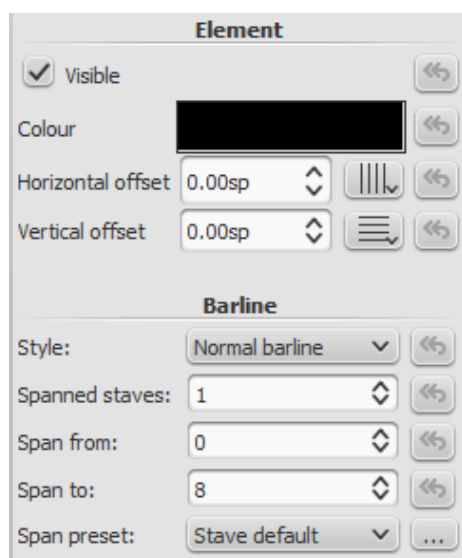 Element
Visible
Colour
Horizontal offset 0.00sp
Vertical offset 0.00sp
Barline
Style: Normal barline
Spanned staves: 1
Span from: 0
Span to: 8
Span preset: Stave default ...